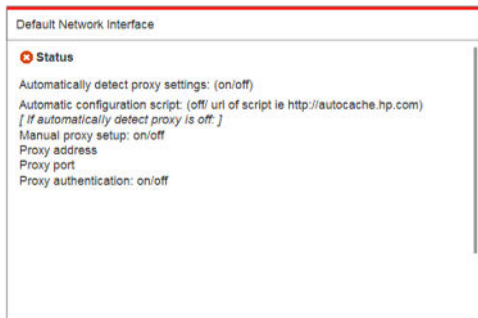 Default Network Interface
Status
Automatically detect proxy settings: (on/off)
Automatic configuration script: (off/ url of script ie http://autocache.hp.com)
[ If automatically detect proxy is off: ]
Manual proxy setup: on/off
Proxy address
Proxy port
Proxy authentication: on/off